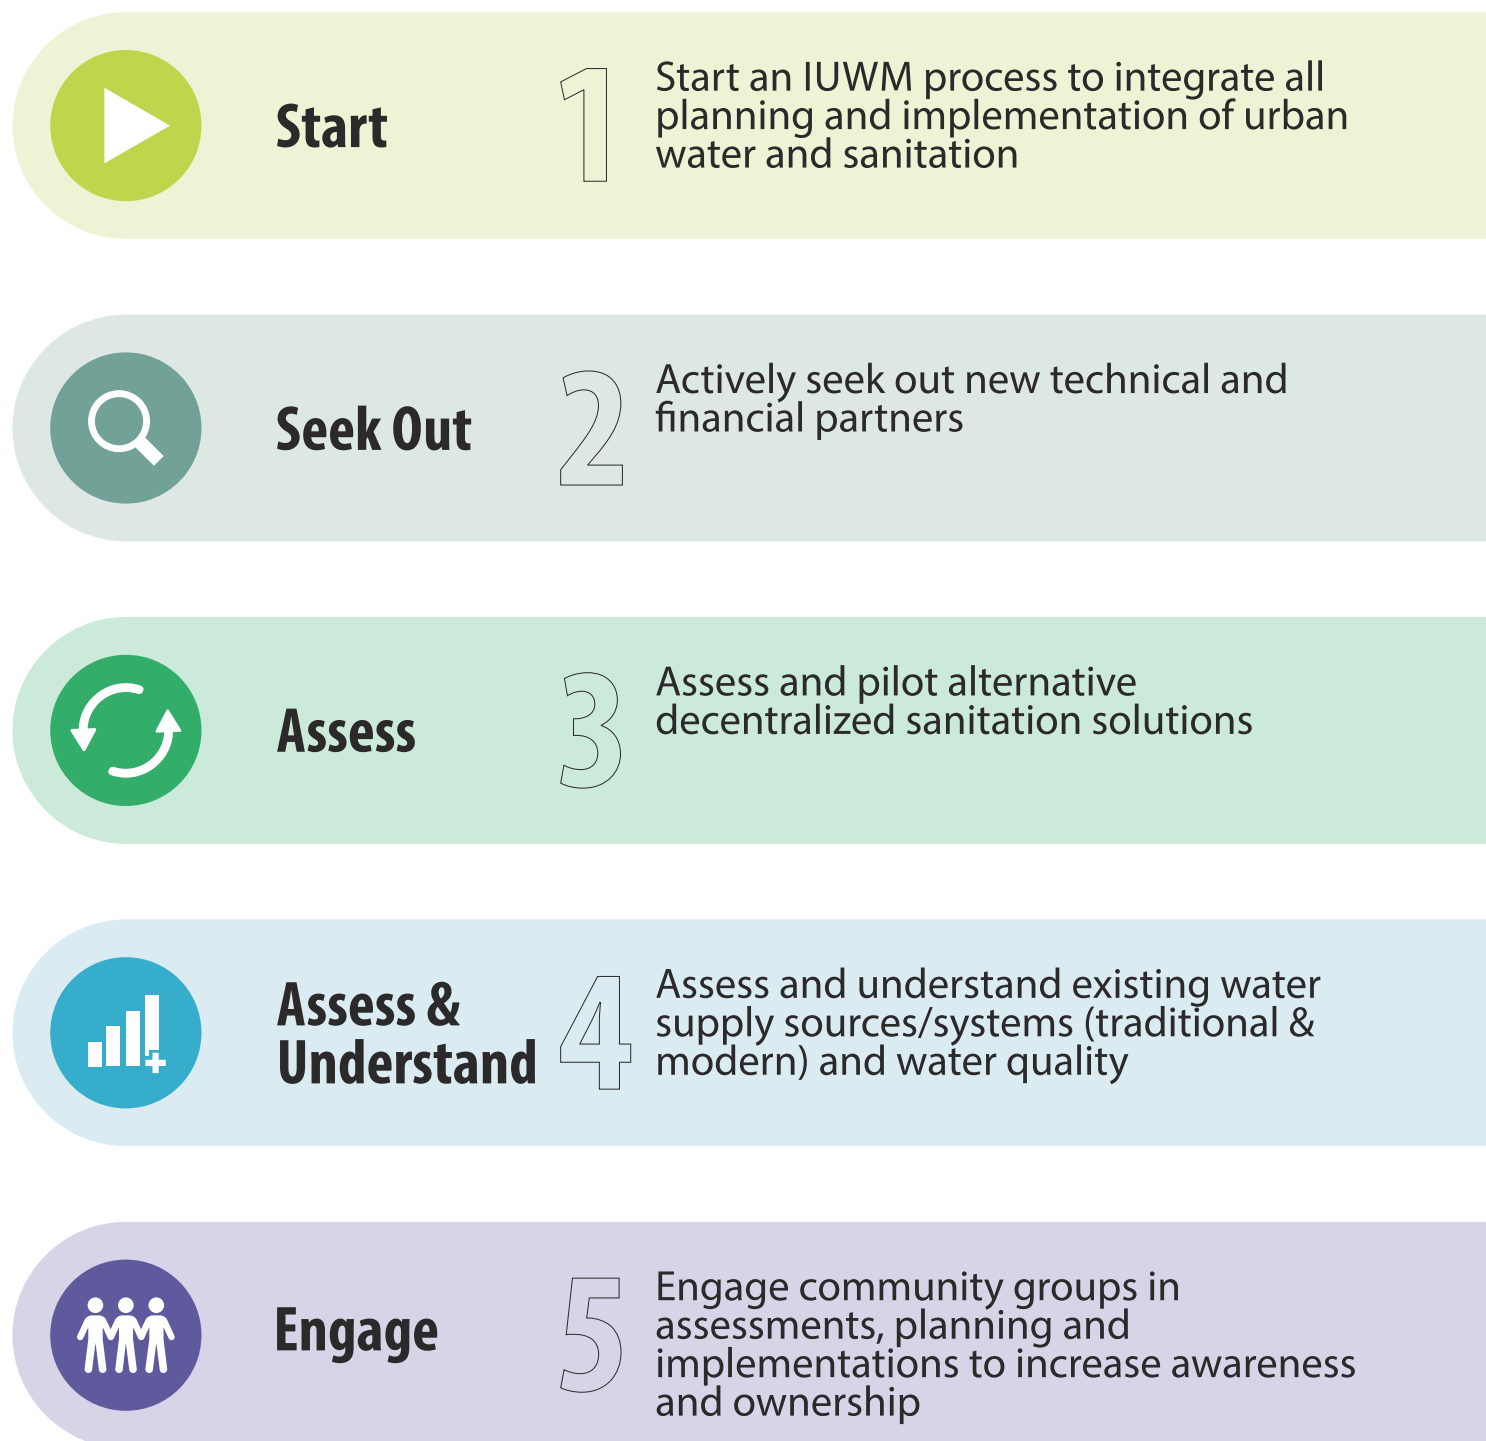 Start
1
Start an IUWM process to integrate all
planning and implementation of urban
water and sanitation
Seek Out
2
Actively seek out new technical and
financial partners
Assess
3
Assess and pilot alternative
decentralized sanitation solutions
Assess &
Understand
4
Assess and understand existing water
supply sources/systems (traditional &
modern) and water quality
Engage
5
Engage community groups in
assessments, planning and
implementations to increase awareness
and ownership